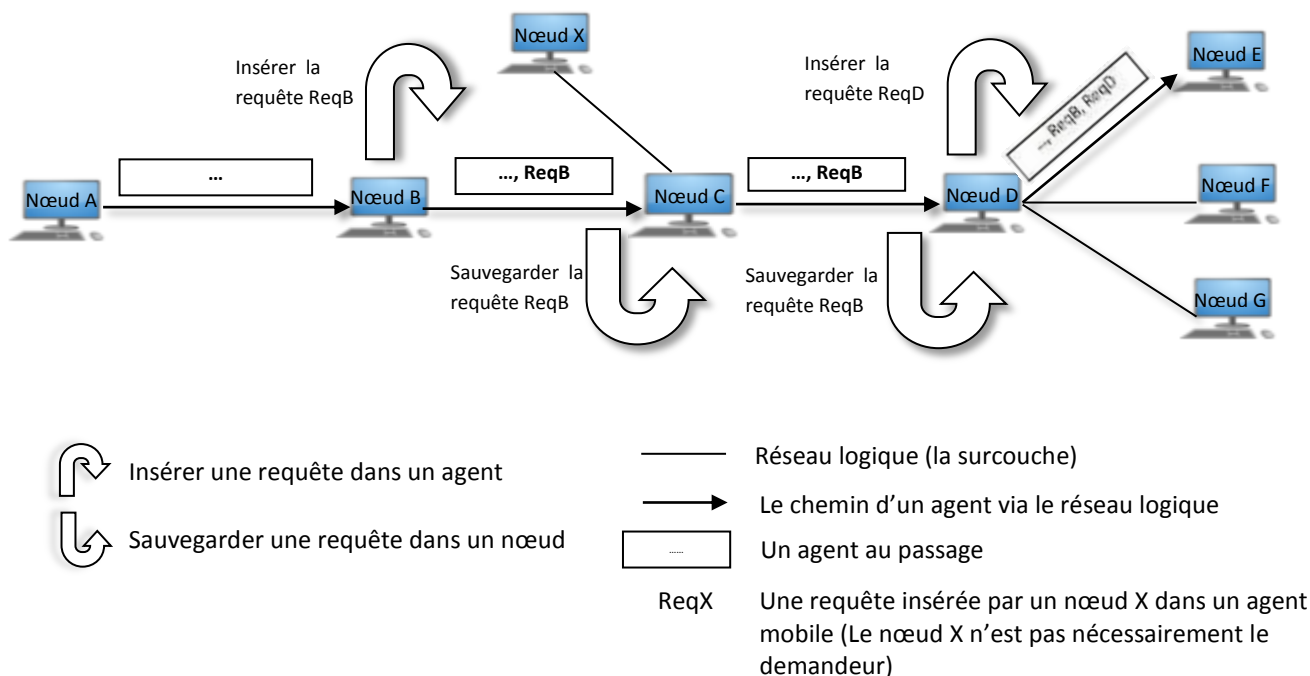 Nœud X
Nœud E
Insérer la
requête ReqB
Insérer la
requête ReqD
..., ReqB, ReqD
...
..., ReqB
..., ReqB
Nœud A
Nœud B
Nœud C
Nœud D
Nœud F
Sauvegarder la
requête ReqB
Sauvegarder la
requête ReqB
Nœud G
Insérer une requête dans un agent
Sauvegarder une requête dans un nœud
Réseau logique (la surcouche)
Le chemin d’un agent via le réseau logique
......
Un agent au passage
ReqX
Une requête insérée par un nœud X dans un agent
mobile (Le nœud X n’est pas nécessairement le
demandeur)